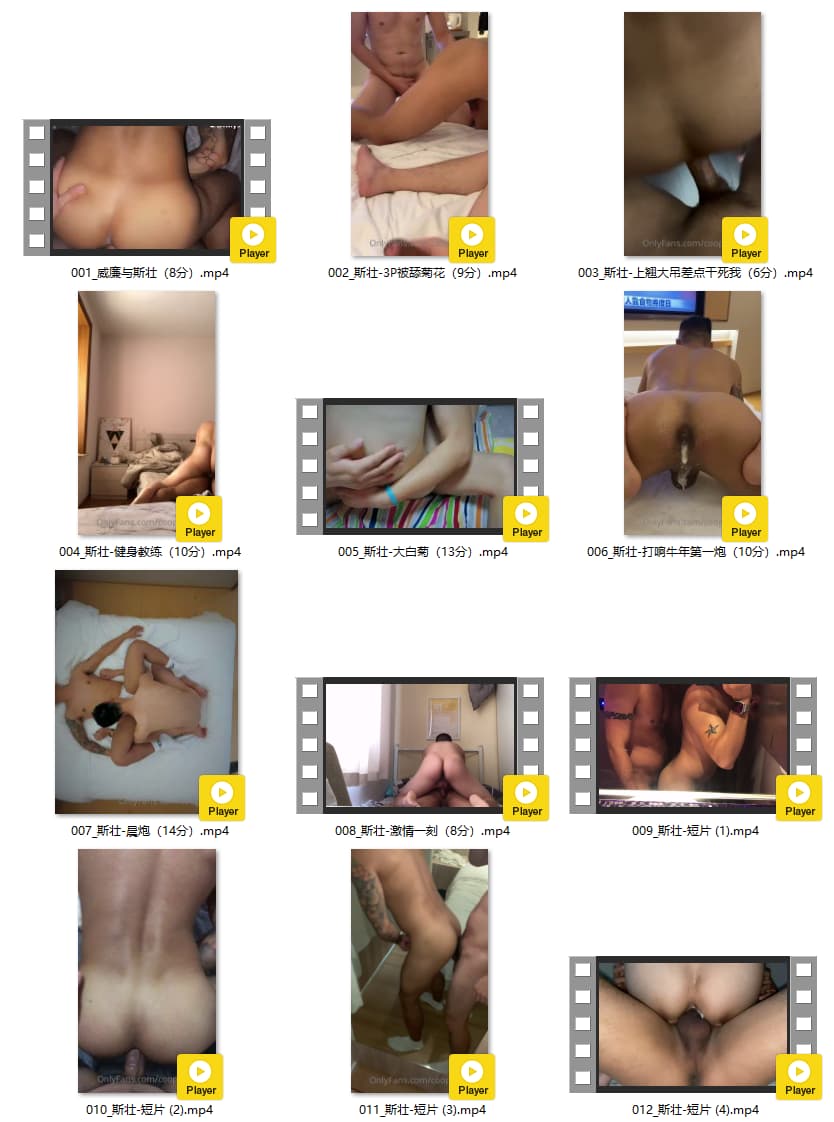 Player
001_威廉与斯壮（8分）.mp4
OnlyFans.com/coop
Player
002_斯壮-3P被舔菊花（9分）.mp4
OnlyFans.com/coop
Player
003_斯壮-上翘大吊差点干死我（6分）.mp4
OnlyFans.com/coop
Player
004_斯壮-健身教练（10分）.mp4
Player
005_斯壮-大白菊（13分）.mp4
Player
006_斯壮-打响牛年第一炮（10分）.mp4
Player
007_斯壮-晨炮（14分）.mp4
Player
008_斯壮-激情一刻（8分）.mp4
Player
009_斯壮-短片 (1).mp4
OnlyFans.com/coop
Player
010_斯壮-短片 (2).mp4
OnlyFans.com/coop
Player
011_斯壮-短片 (3).mp4
Player
012_斯壮-短片 (4).mp4